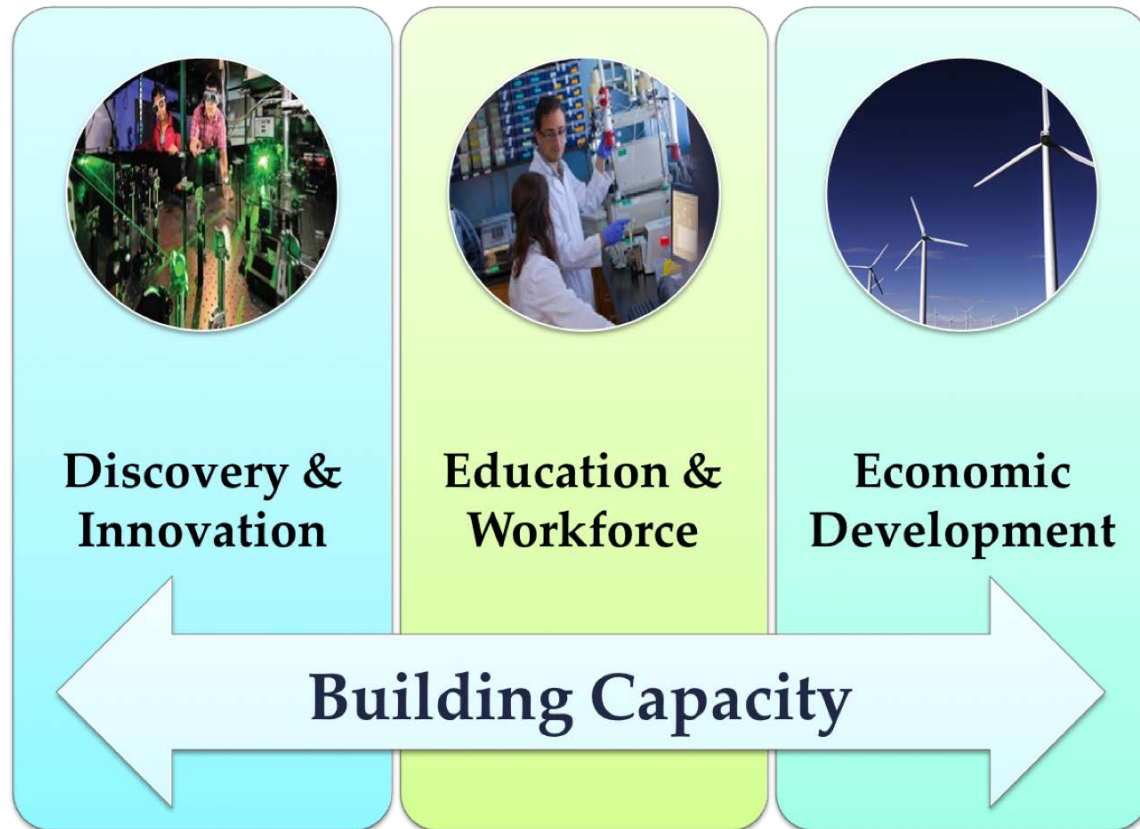 Discovery &
Innovation
Education &
Workforce
Economic
Development
Building Capacity